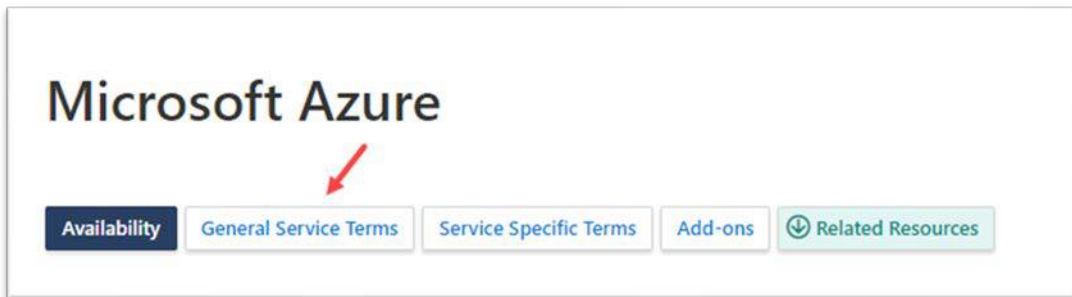 Microsoft Azure
Availability General Service Terms Service Specific Terms Add-ons Related Resources